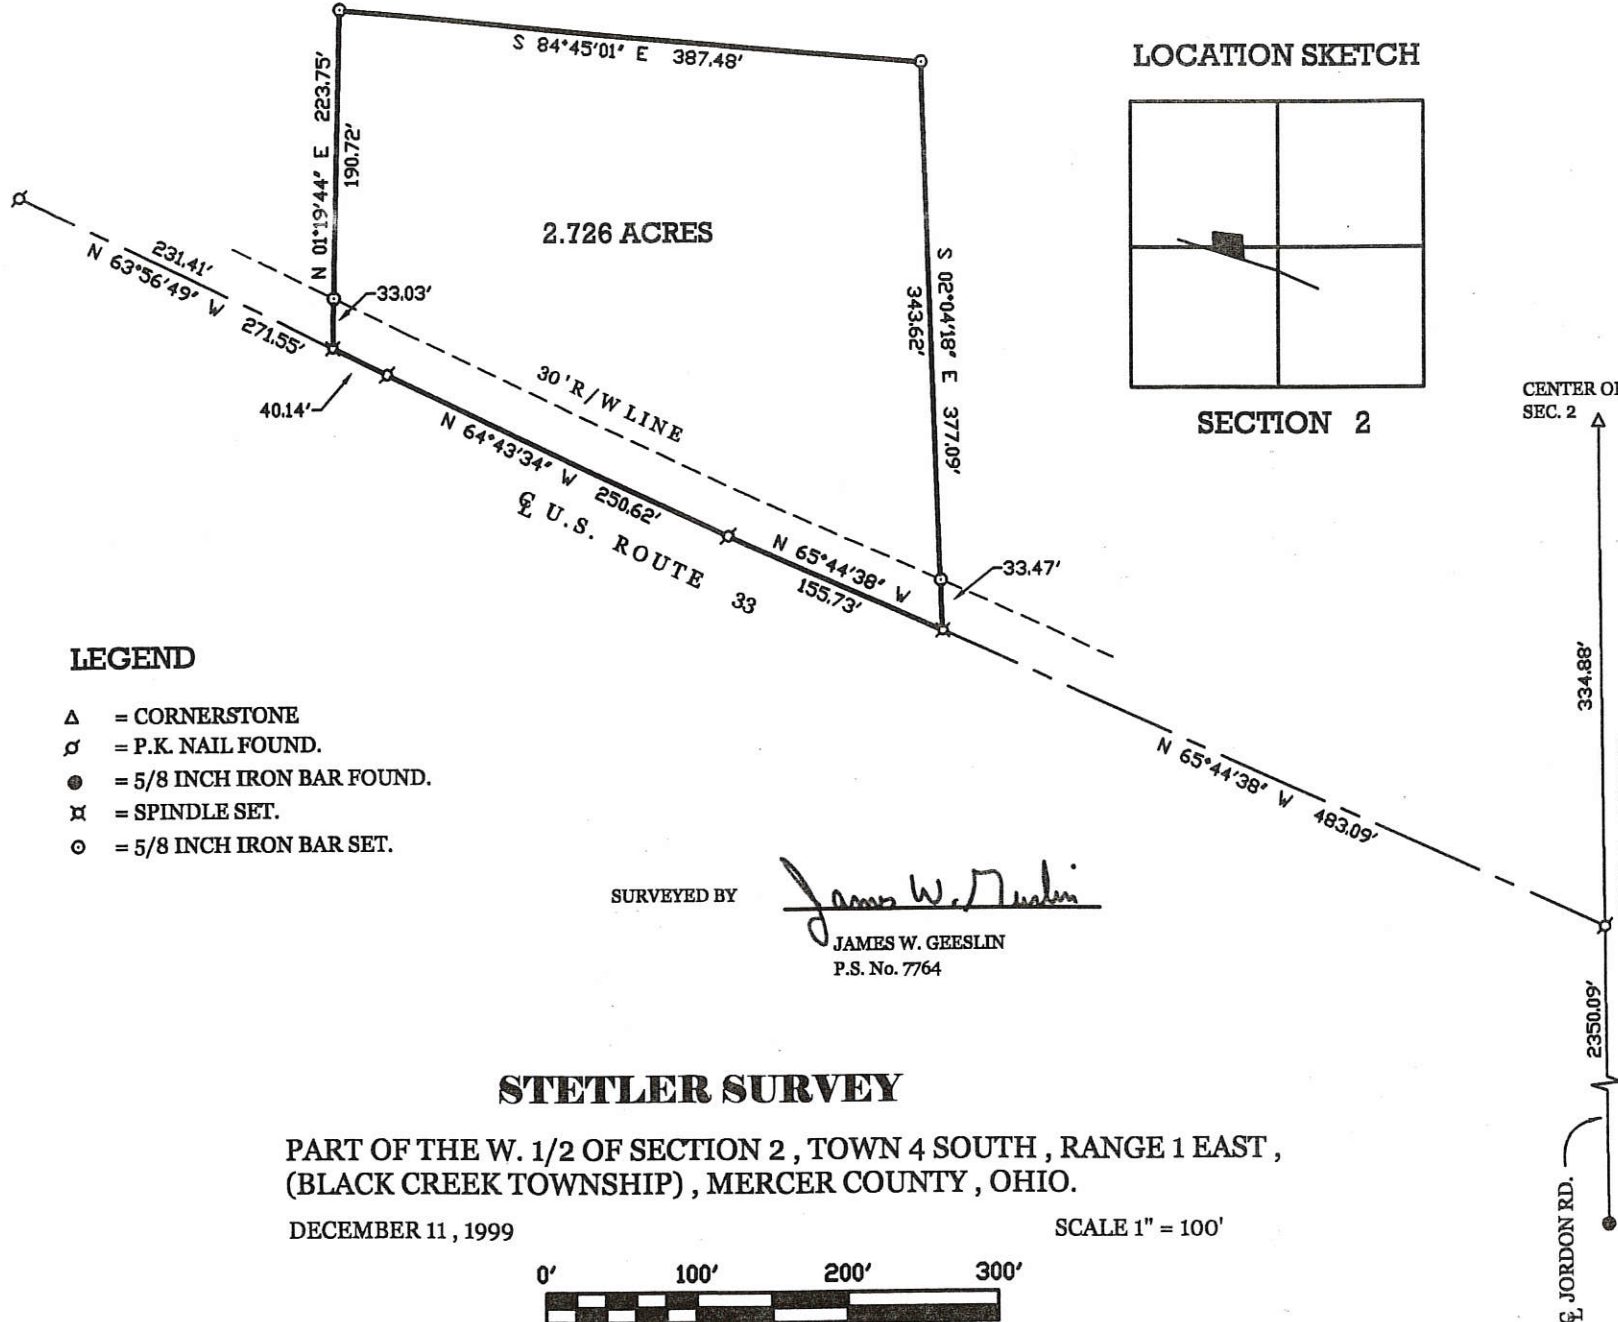 S 84°45'01" E 387.48'
N 01°19'44" E 223.75'
190.72'
2.726 ACRES
S 02°04'18" E 377.09'
343.62'
231.41'
N 63°56'49" W 271.55'
33.03'
40.14'
30' R/W LINE
N 64°43'34" W 250.62'
℄ U.S. ROUTE 33
N 65°44'38" W
155.73'
33.47'
LOCATION SKETCH
SECTION 2
CENTER OF
SEC. 2
334.88'
N 65°44'38" W 483.09'
2350.09'
℄ JORDON RD.
LEGEND
Δ = CORNERSTONE
= P.K. NAIL FOUND.
● = 5/8 INCH IRON BAR FOUND.
= SPINDLE SET.
⊙ = 5/8 INCH IRON BAR SET.
SURVEYED BY
James W. Geeslin
JAMES W. GEESLIN
P.S. No. 7764
STETLER SURVEY
PART OF THE W. 1/2 OF SECTION 2 , TOWN 4 SOUTH , RANGE 1 EAST ,
(BLACK CREEK TOWNSHIP) , MERCER COUNTY , OHIO.
DECEMBER 11 , 1999
SCALE 1" = 100'
0' 100' 200' 300'